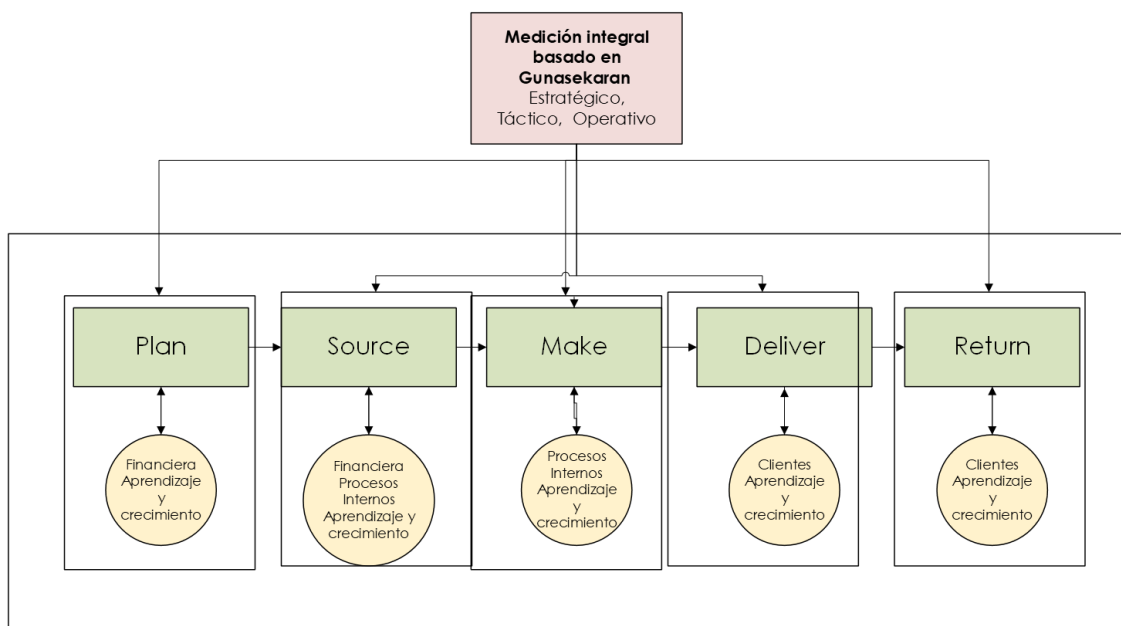 Medición integral
basado en
Gunasekaran
Estratégico,
Táctico, Operativo
Plan
Source
Make
Deliver
Return
Financiera
Aprendizaje
y
crecimiento
Financiera
Procesos
Internos
Aprendizaje y
crecimiento
Procesos
Internos
Aprendizaje
y
crecimiento
Clientes
Aprendizaje
y
crecimiento
Clientes
Aprendizaje
y
crecimiento